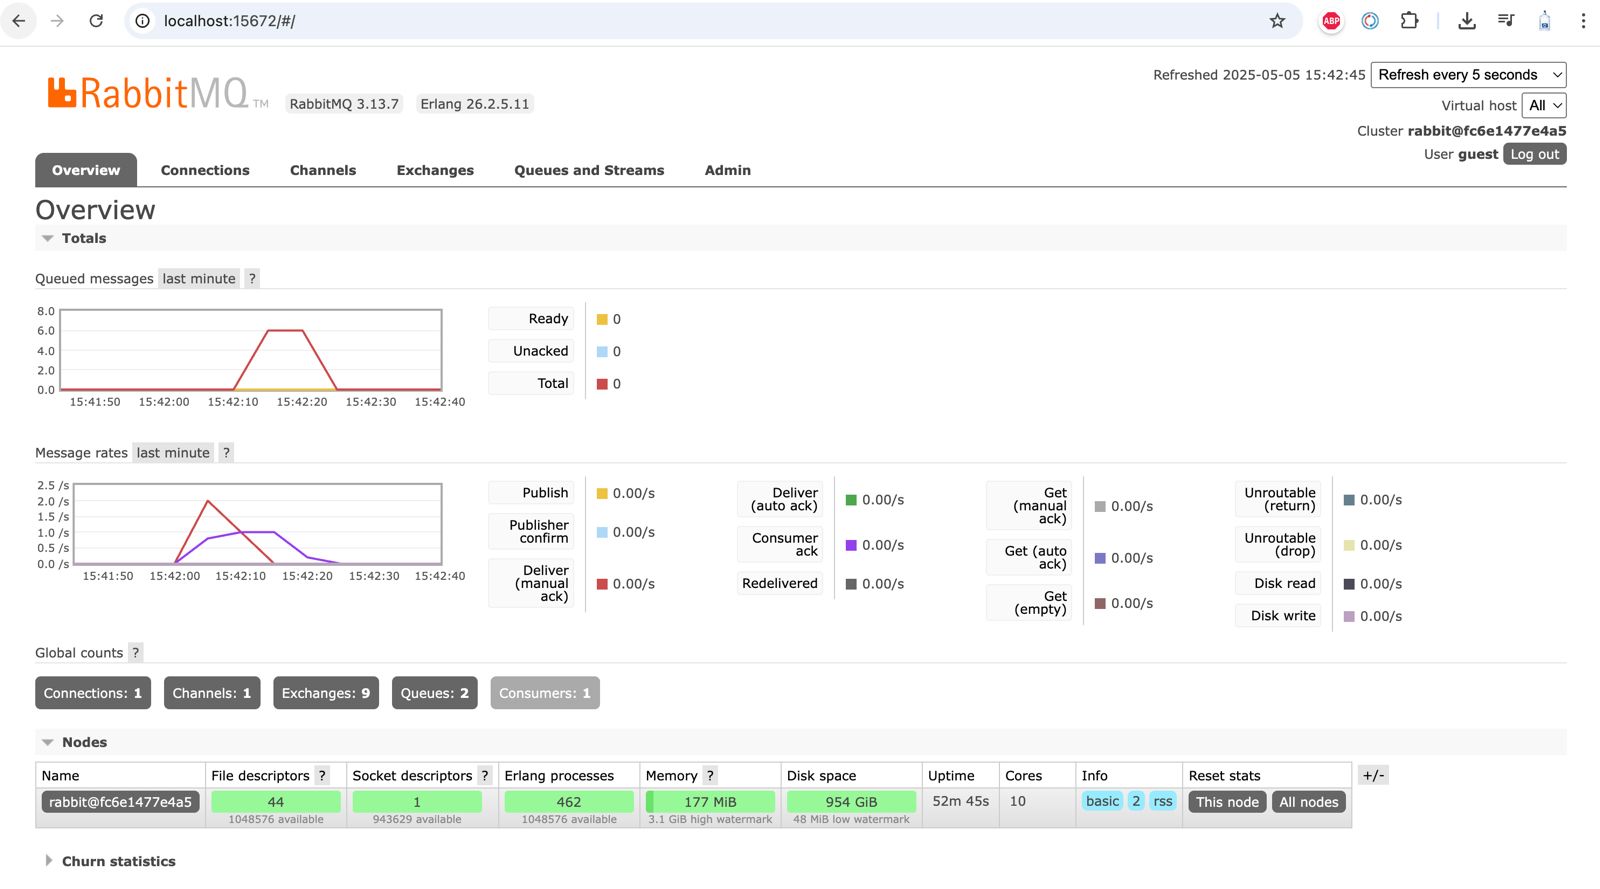 localhost:15672/#/
ABP
Refreshed 2025-05-05 15:42:45 Refresh every 5 seconds
RabbitMQ TM RabbitMQ 3.13.7 Erlang 26.2.5.11
Virtual host All
Cluster rabbit@fc6e1477e4a5
User guest Log out
Overview Connections Channels Exchanges Queues and Streams Admin
Overview
Totals
Queued messages last minute ?
8.0
6.0
4.0
2.0
0.0
15:41:50 15:42:00 15:42:10 15:42:20 15:42:30 15:42:40
Ready 0
Unacked 0
Total 0
Message rates last minute ?
2.5 /s
2.0 /s
1.5 /s
1.0 /s
0.5 /s
0.0 /s
15:41:50 15:42:00 15:42:10 15:42:20 15:42:30 15:42:40
Publish 0.00/s
Publisher
confirm 0.00/s
Deliver
(manual
ack) 0.00/s
Deliver
(auto ack) 0.00/s
Consumer
ack 0.00/s
Redelivered 0.00/s
Get
(manual
ack) 0.00/s
Get (auto
ack) 0.00/s
Get
(empty) 0.00/s
Unroutable
(return) 0.00/s
Unroutable
(drop) 0.00/s
Disk read 0.00/s
Disk write 0.00/s
Global counts ?
Connections: 1 Channels: 1 Exchanges: 9 Queues: 2 Consumers: 1
Nodes
Name File descriptors ? Socket descriptors ? Erlang processes Memory ? Disk space Uptime Cores Info Reset stats +/-
rabbit@fc6e1477e4a5 44 1 462 177 MiB 954 GiB 52m 45s 10 basic 2 rss This node All nodes
1048576 available 943629 available 1048576 available 3.1 GiB high watermark 48 MiB low watermark
Churn statistics